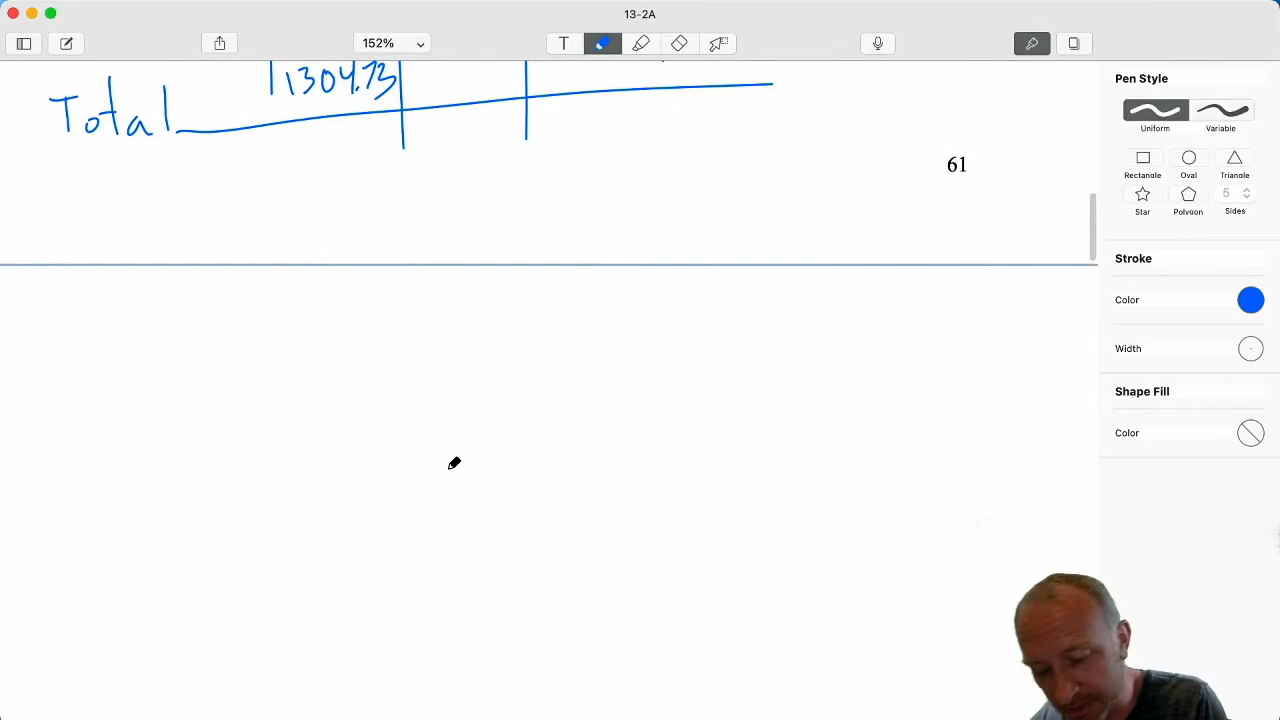 13-2A
152%
T
Pen Style
11304.73
Uniform
Variable
Total
Rectangle
Oval
Triangle
61
5
Star
Polygon
Sides
Stroke
Color
Width
Shape Fill
Color